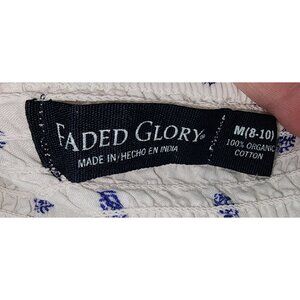 FADED GLORY®
MADE IN / HECHO EN INDIA
M(8-10)
100% ORGANIC
COTTON